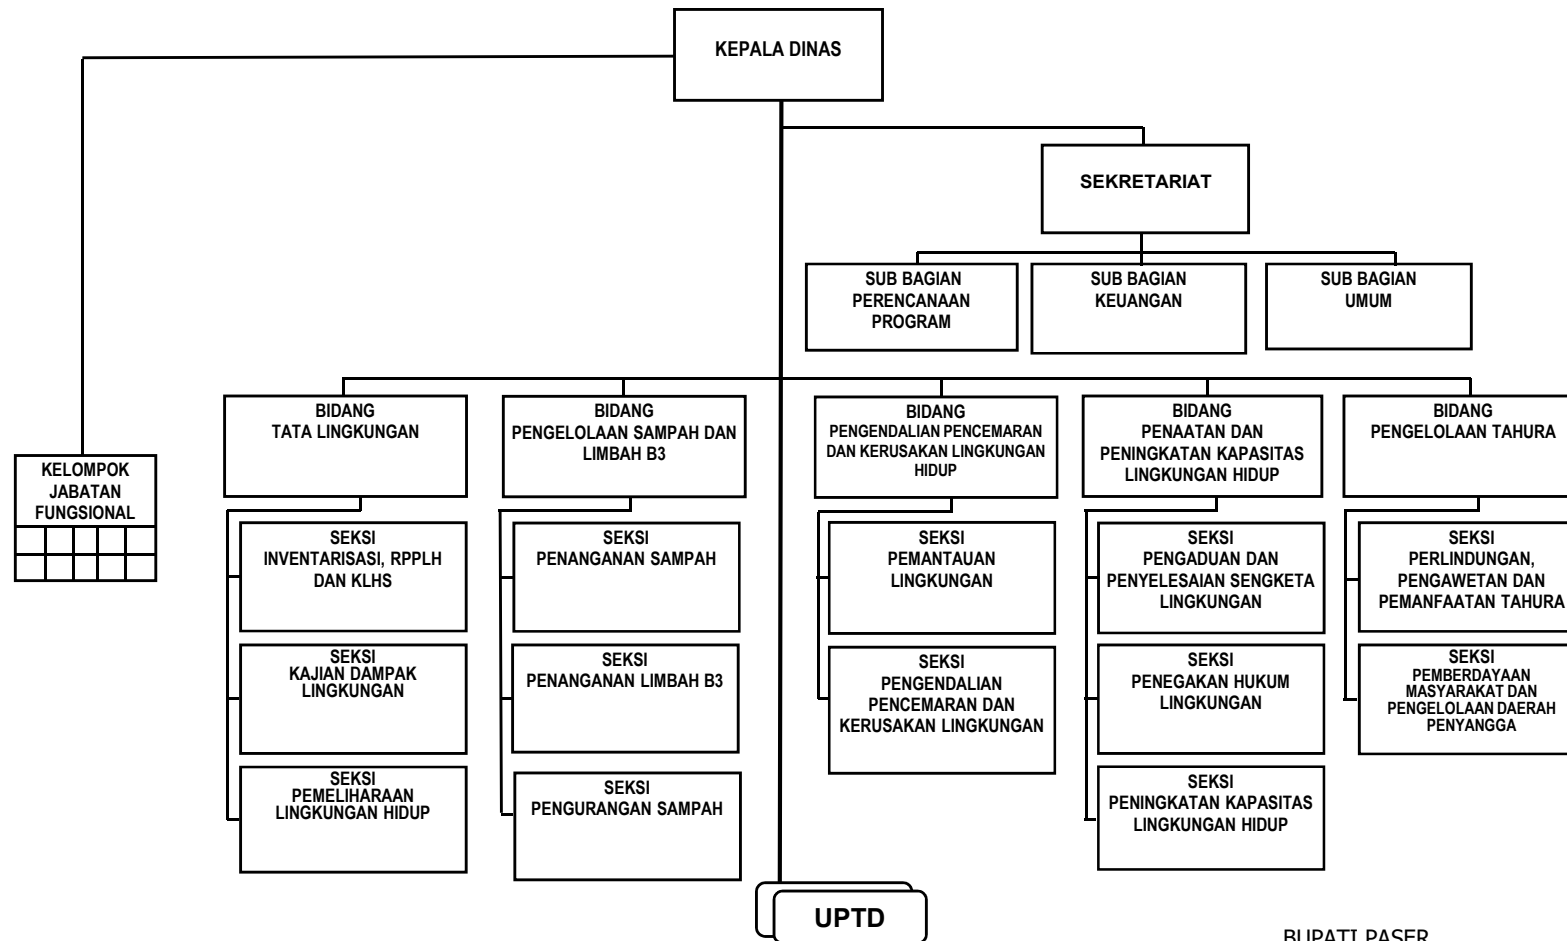 KEPALA DINAS
SEKRETARIAT
SUB BAGIAN
PERENCANAAN
PROGRAM
SUB BAGIAN
KEUANGAN
SUB BAGIAN
UMUM
KELOMPOK
JABATAN
FUNGSIONAL
BIDANG
TATA LINGKUNGAN
BIDANG
PENGELOLAAN SAMPAH DAN
LIMBAH B3
BIDANG
PENGENDALIAN PENCEMARAN
DAN KERUSAKAN LINGKUNGAN
HIDUP
BIDANG
PENAATAN DAN
PENINGKATAN KAPASITAS
LINGKUNGAN HIDUP
BIDANG
PENGELOLAAN TAHURA
SEKSI
INVENTARISASI, RPPLH
DAN KLHS
SEKSI
KAJIAN DAMPAK
LINGKUNGAN
SEKSI
PEMELIHARAAN
LINGKUNGAN HIDUP
SEKSI
PENANGANAN SAMPAH
SEKSI
PENANGANAN LIMBAH B3
SEKSI
PENGURANGAN SAMPAH
SEKSI
PEMANTAUAN
LINGKUNGAN
SEKSI
PENGENDALIAN
PENCEMARAN DAN
KERUSAKAN LINGKUNGAN
SEKSI
PENGADUAN DAN
PENYELESAIAN SENGKETA
LINGKUNGAN
SEKSI
PENEGAKAN HUKUM
LINGKUNGAN
SEKSI
PENINGKATAN KAPASITAS
LINGKUNGAN HIDUP
SEKSI
PERLINDUNGAN,
PENGAWETAN DAN
PEMANFAATAN TAHURA
SEKSI
PEMBERDAYAAN
MASYARAKAT DAN
PENGELOLAAN DAERAH
PENYANGGA
UPTD
BUPATI PASER